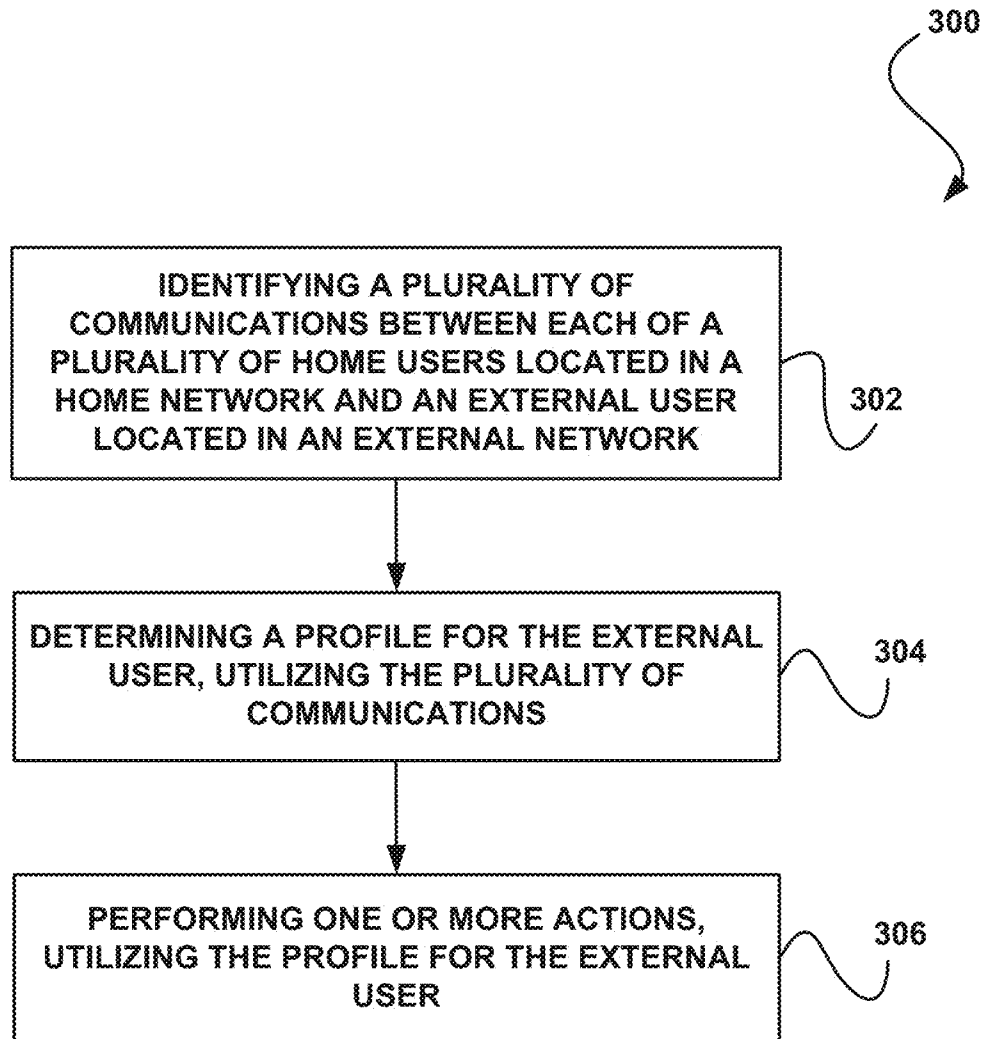 300
IDENTIFYING A PLURALITY OF
COMMUNICATIONS BETWEEN EACH OF A
PLURALITY OF HOME USERS LOCATED IN A
HOME NETWORK AND AN EXTERNAL USER
LOCATED IN AN EXTERNAL NETWORK
302
DETERMINING A PROFILE FOR THE EXTERNAL
USER, UTILIZING THE PLURALITY OF
COMMUNICATIONS
304
PERFORMING ONE OR MORE ACTIONS,
UTILIZING THE PROFILE FOR THE EXTERNAL
USER
306